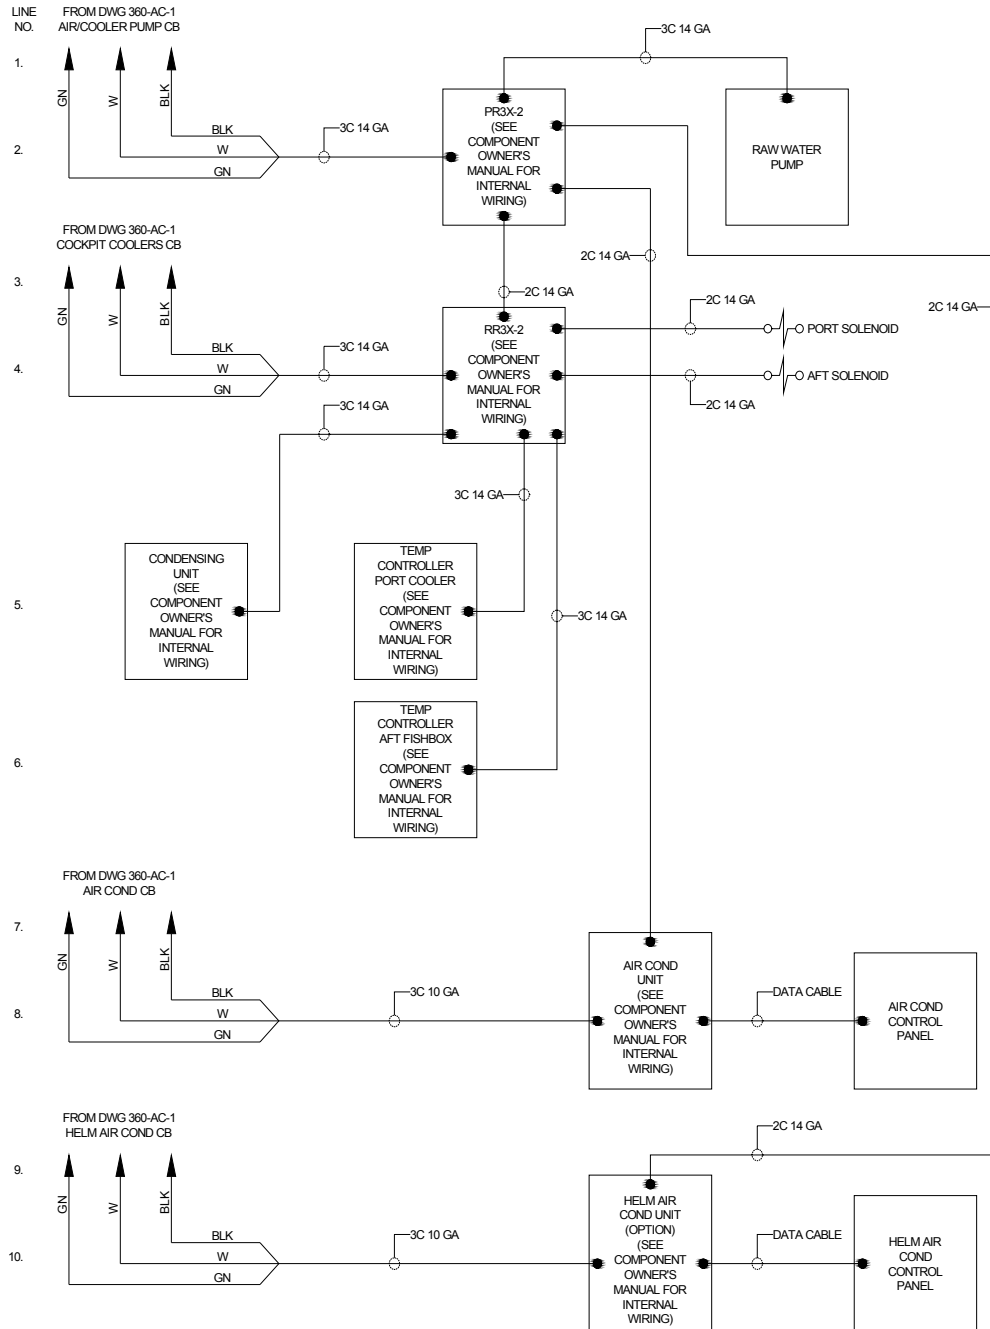 LINE
NO.
FROM DWG 360-AC-1
AIR/COOLER PUMP CB
3C 14 GA
1.
GN
W
BLK
PR3X-2
(SEE
COMPONENT
OWNER'S
MANUAL FOR
INTERNAL
WIRING)
RAW WATER
PUMP
2.
BLK
W
GN
3C 14 GA
FROM DWG 360-AC-1
COCKPIT COOLERS CB
2C 14 GA
3.
GN
W
BLK
2C 14 GA
2C 14 GA
2C 14 GA
RR3X-2
(SEE
COMPONENT
OWNER'S
MANUAL FOR
INTERNAL
WIRING)
PORT SOLENOID
4.
BLK
W
GN
3C 14 GA
AFT SOLENOID
3C 14 GA
2C 14 GA
3C 14 GA
5.
CONDENSING
UNIT
(SEE
COMPONENT
OWNER'S
MANUAL FOR
INTERNAL
WIRING)
TEMP
CONTROLLER
PORT COOLER
(SEE
COMPONENT
OWNER'S
MANUAL FOR
INTERNAL
WIRING)
3C 14 GA
6.
TEMP
CONTROLLER
AFT FISHBOX
(SEE
COMPONENT
OWNER'S
MANUAL FOR
INTERNAL
WIRING)
FROM DWG 360-AC-1
AIR COND CB
7.
GN
W
BLK
8.
BLK
W
GN
3C 10 GA
AIR COND
UNIT
(SEE
COMPONENT
OWNER'S
MANUAL FOR
INTERNAL
WIRING)
DATA CABLE
AIR COND
CONTROL
PANEL
FROM DWG 360-AC-1
HELM AIR COND CB
2C 14 GA
9.
GN
W
BLK
10.
BLK
W
GN
3C 10 GA
HELM AIR
COND UNIT
(OPTION)
(SEE
COMPONENT
OWNER'S
MANUAL FOR
INTERNAL
WIRING)
DATA CABLE
HELM AIR
COND
CONTROL
PANEL